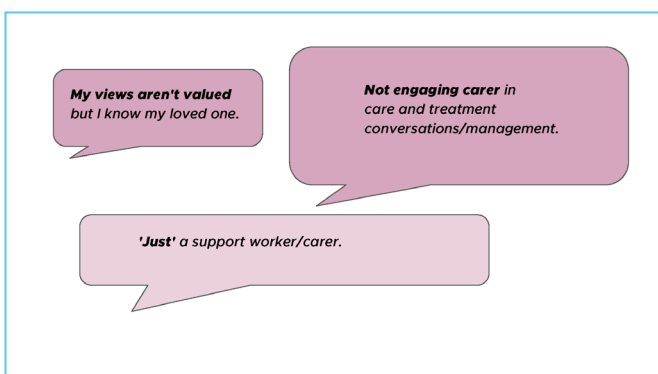 My views aren't valued
but I know my loved one.
Not engaging carer in
care and treatment
conversations/management.
'Just' a support worker/carer.